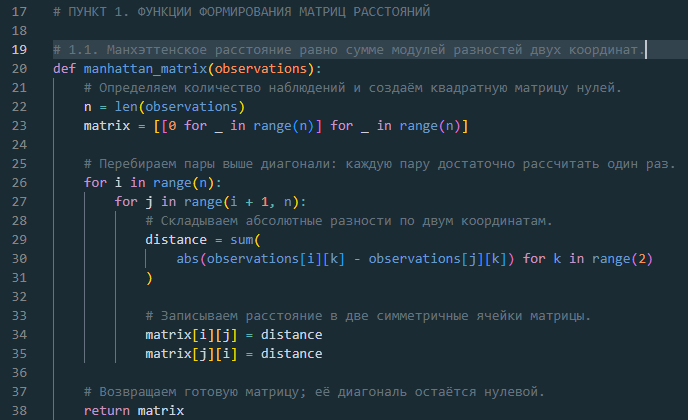 17 # ПУНКТ 1. ФУНКЦИИ ФОРМИРОВАНИЯ МАТРИЦ РАССТОЯНИЙ
18
19 # 1.1. Манхэттенское расстояние равно сумме модулей разностей двух координат.
20 def manhattan_matrix(observations):
21     # Определяем количество наблюдений и создаём квадратную матрицу нулей.
22     n = len(observations)
23     matrix = [[0 for _ in range(n)] for _ in range(n)]
24
25     # Перебираем пары выше диагонали: каждую пару достаточно рассчитать один раз.
26     for i in range(n):
27         for j in range(i + 1, n):
28             # Складываем абсолютные разности по двум координатам.
29             distance = sum(
30                 abs(observations[i][k] - observations[j][k]) for k in range(2)
31             )
32
33             # Записываем расстояние в две симметричные ячейки матрицы.
34             matrix[i][j] = distance
35             matrix[j][i] = distance
36
37     # Возвращаем готовую матрицу; её диагональ остаётся нулевой.
38     return matrix